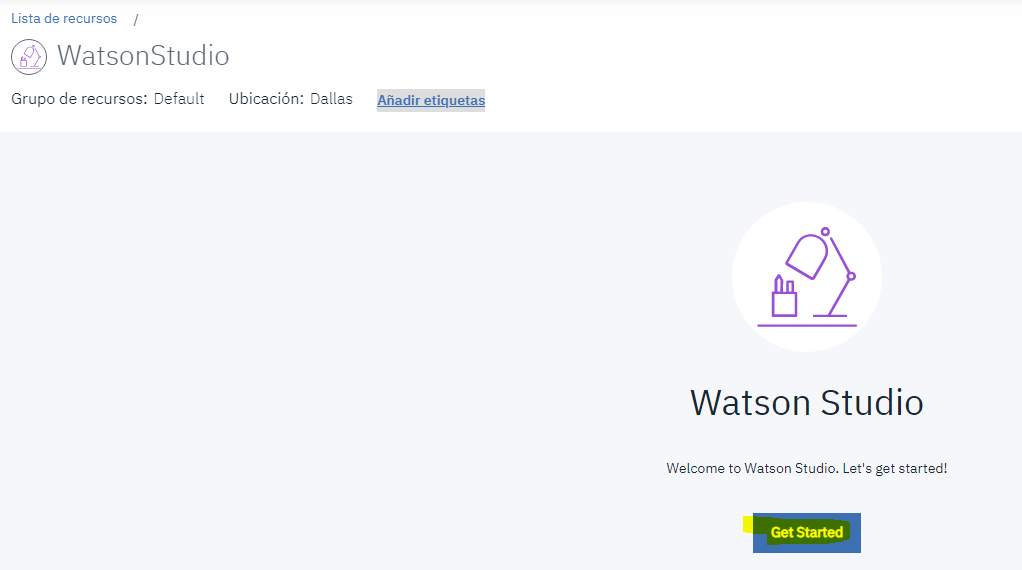 Lista de recursos /
WatsonStudio
Grupo de recursos: Default Ubicación: Dallas Añadir etiquetas
Watson Studio
Welcome to Watson Studio. Let's get started!
Get Started